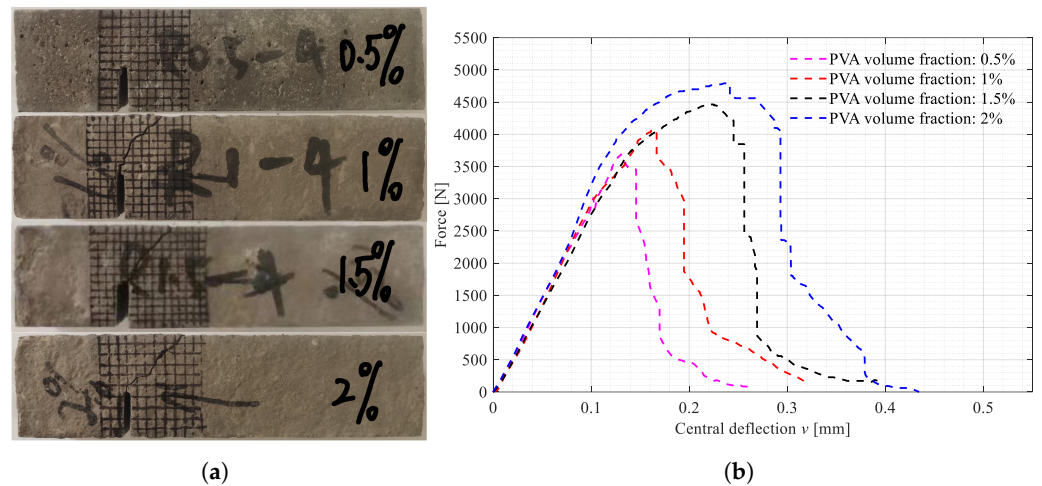 R0.5-4 0.5%
R1-4 1%
R1.5-4 1.5%
2% 2%
(a)
5500
5000
4500
4000
3500
3000
2500
2000
1500
1000
500
0
Force [N]
PVA volume fraction: 0.5%
PVA volume fraction: 1%
PVA volume fraction: 1.5%
PVA volume fraction: 2%
0 0.1 0.2 0.3 0.4 0.5
Central deflection v [mm]
(b)